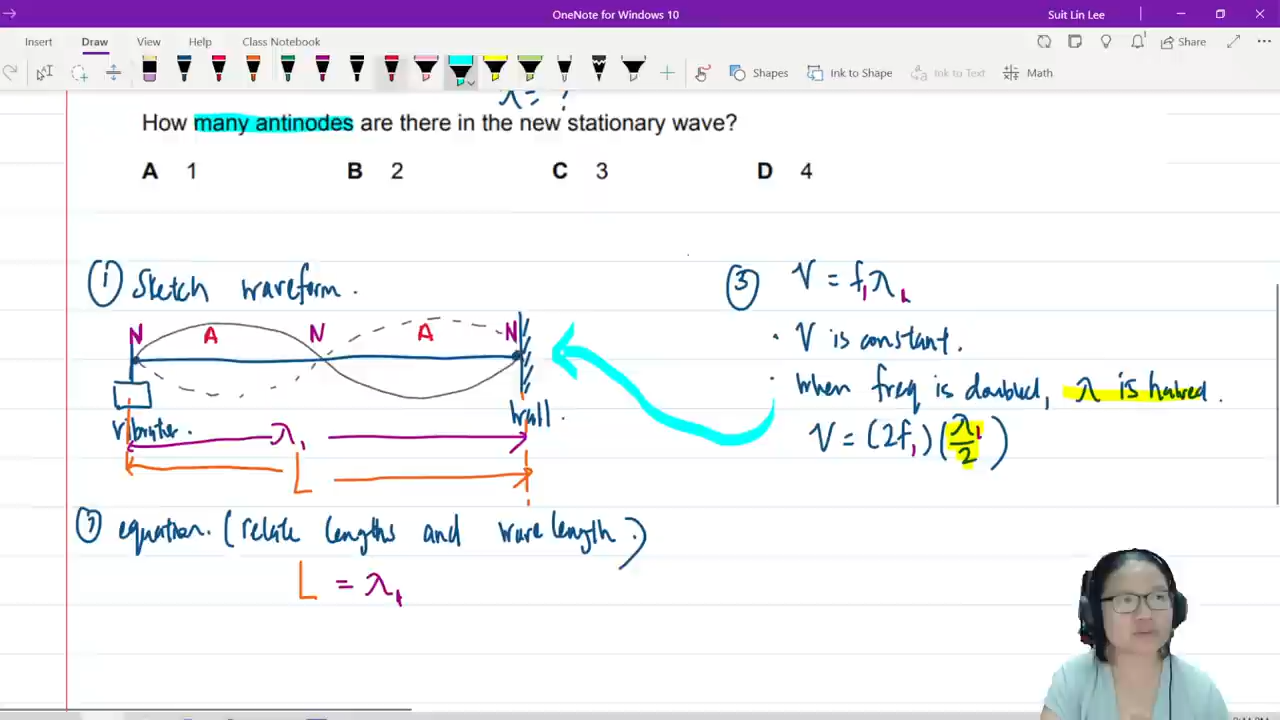 OneNote for Windows 10
Suit Lin Lee
Insert Draw View Help Class Notebook
Share
Shapes
Ink to Shape
Ink to Text
Math
λ = ?
How many antinodes are there in the new stationary wave?
A 1 B 2 C 3 D 4
① Sketch waveform.
N A N A N
vibrator.
wall.
λ₁
L
② equation. (relate lengths and wavelength.)
L = λ₁
③ V = f₁λ₁
• V is constant.
• When freq is doubled, λ is halved.
V = (2f₁)(λ₁/2)